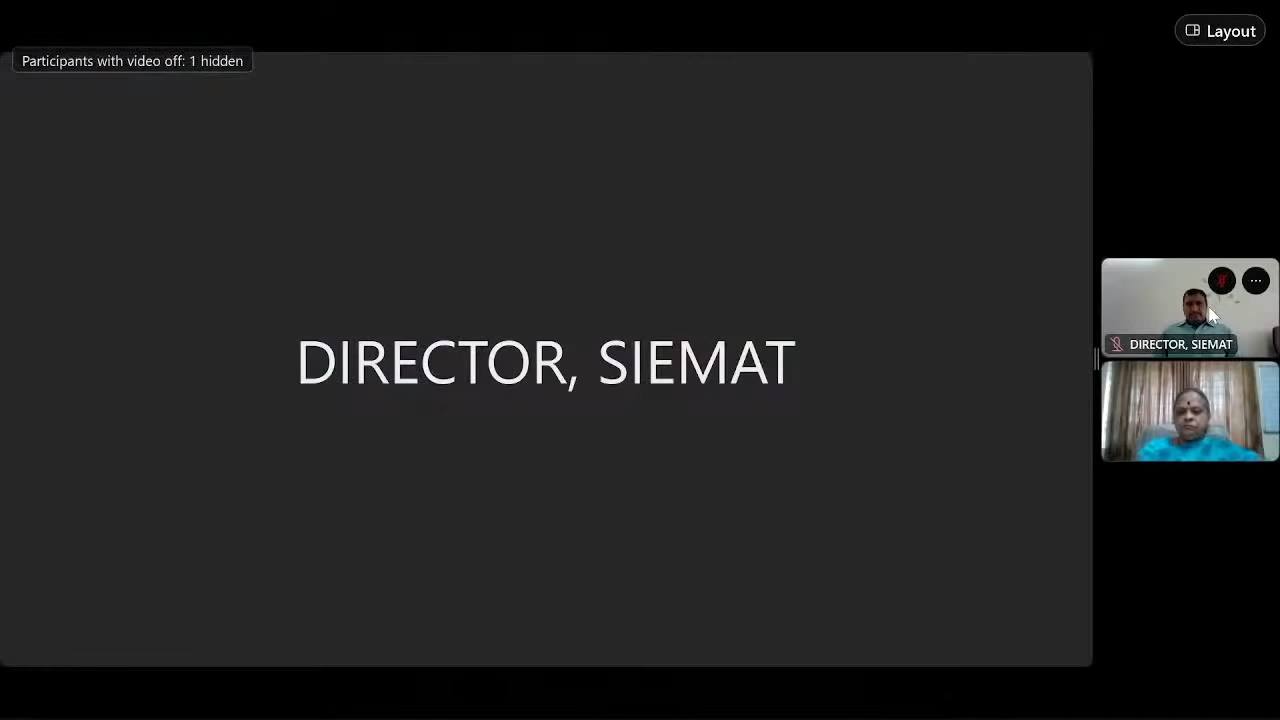 Layout
Participants with video off: 1 hidden
DIRECTOR, SIEMAT
DIRECTOR, SIEMAT